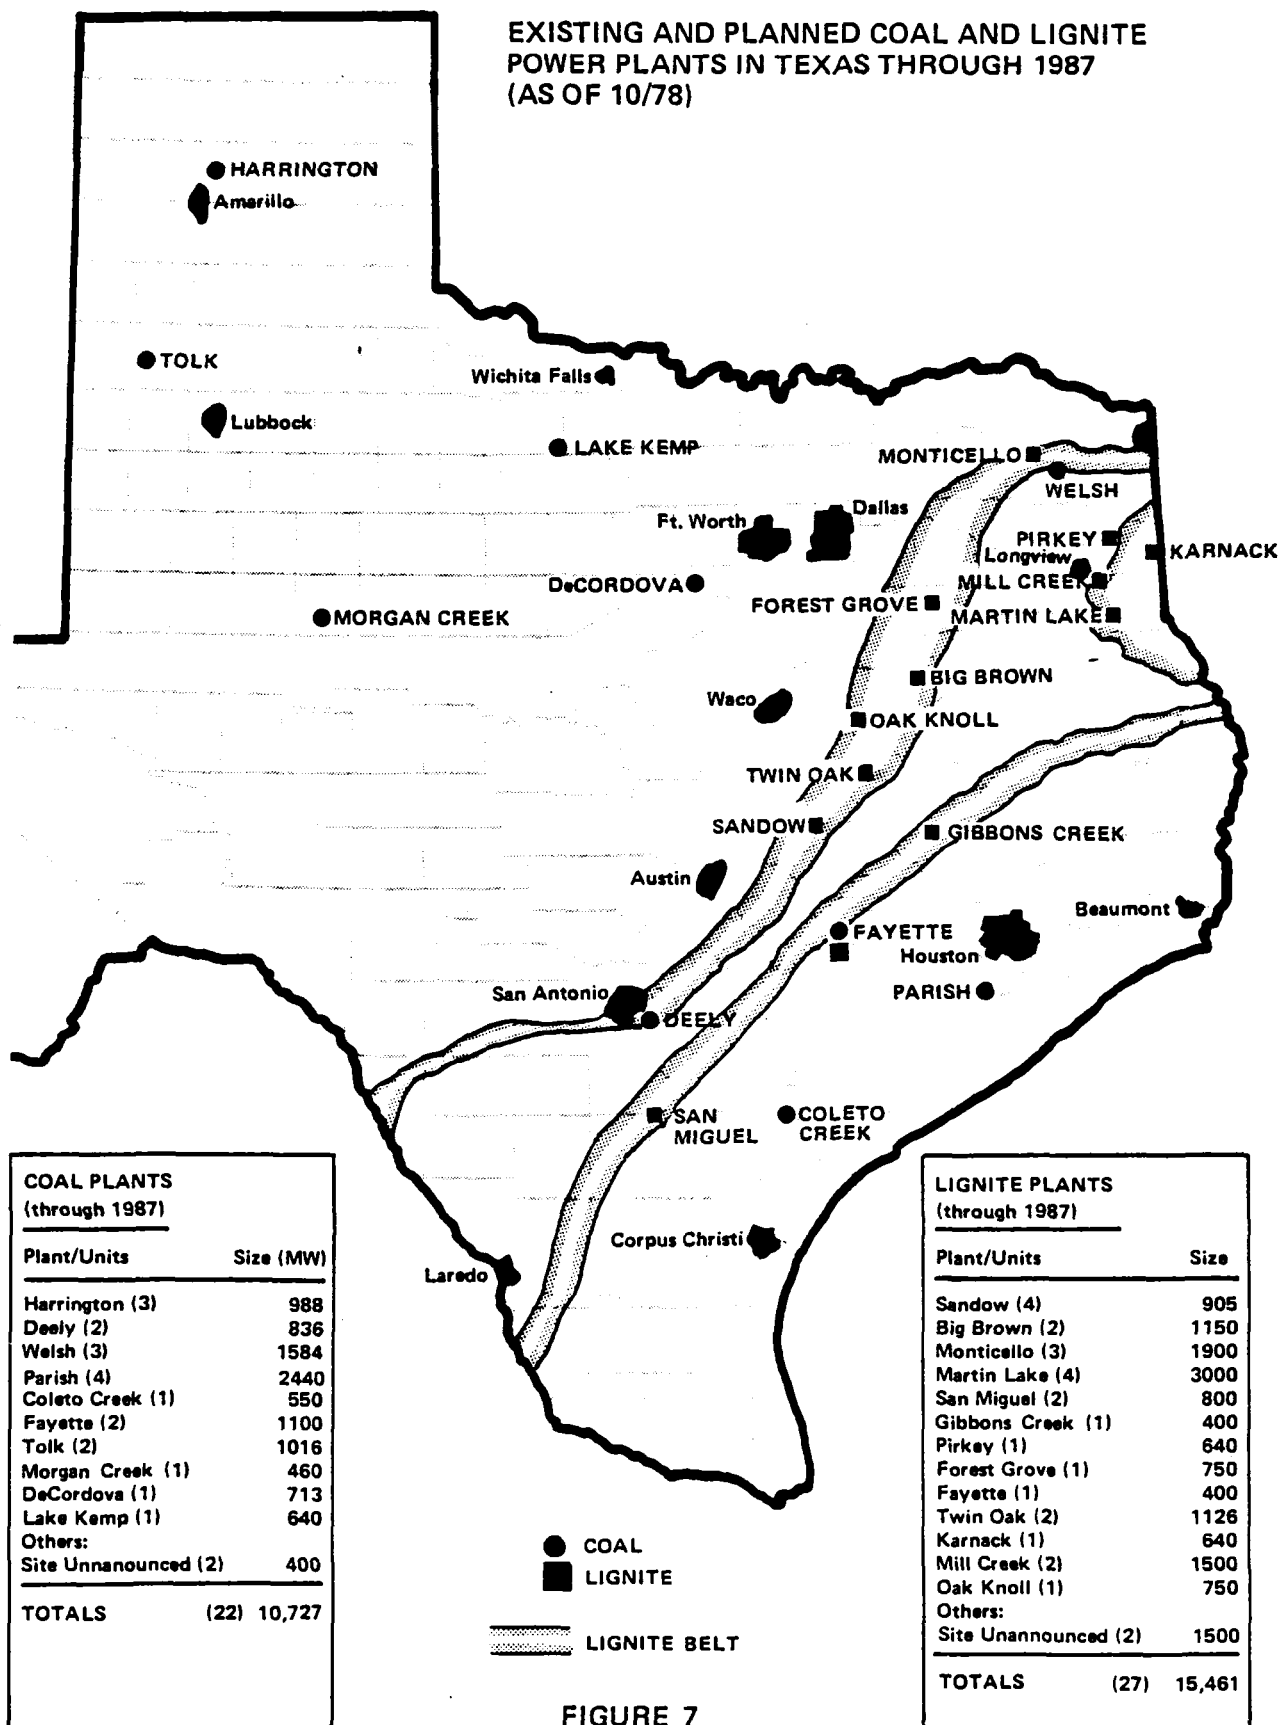 EXISTING AND PLANNED COAL AND LIGNITE
POWER PLANTS IN TEXAS THROUGH 1987
(AS OF 10/78)
HARRINGTON
Amarillo
TOLK
Wichita Falls
Lubbock
LAKE KEMP
MONTICELLO
WELSH
Ft. Worth
Dallas
PIRKEY
KARNACK
Longview
DeCORDOVA
MILL CREEK
FOREST GROVE
MARTIN LAKE
MORGAN CREEK
BIG BROWN
Waco
OAK KNOLL
TWIN OAK
SANDOW
GIBBONS CREEK
Austin
Beaumont
FAYETTE
Houston
San Antonio
PARISH
DEELY
SAN
MIGUEL
COLETO
CREEK
Corpus Christi
Laredo
COAL PLANTS
(through 1987)
Plant/Units Size (MW)
Harrington (3) 988
Deely (2) 836
Welsh (3) 1584
Parish (4) 2440
Coleto Creek (1) 550
Fayette (2) 1100
Tolk (2) 1016
Morgan Creek (1) 460
DeCordova (1) 713
Lake Kemp (1) 640
Others:
Site Unnanounced (2) 400
TOTALS (22) 10,727
COAL
LIGNITE
LIGNITE BELT
LIGNITE PLANTS
(through 1987)
Plant/Units Size
Sandow (4) 905
Big Brown (2) 1150
Monticello (3) 1900
Martin Lake (4) 3000
San Miguel (2) 800
Gibbons Creek (1) 400
Pirkey (1) 640
Forest Grove (1) 750
Fayette (1) 400
Twin Oak (2) 1126
Karnack (1) 640
Mill Creek (2) 1500
Oak Knoll (1) 750
Others:
Site Unannounced (2) 1500
TOTALS (27) 15,461
FIGURE 7